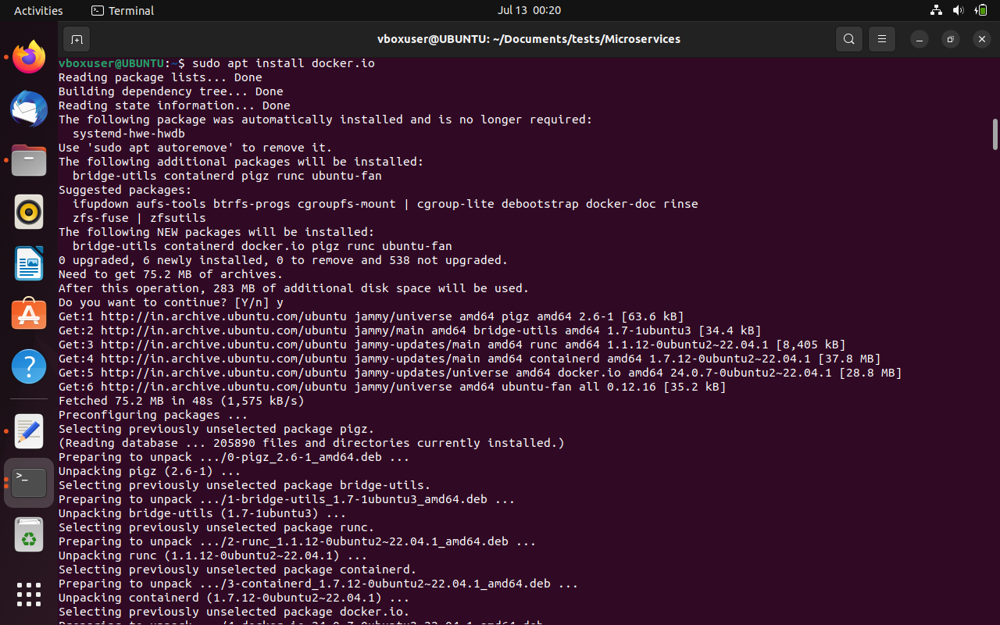 Activities
Terminal
Jul 13 00:20
vboxuser@UBUNTU: ~/Documents/tests/Microservices
vboxuser@UBUNTU:~$ sudo apt install docker.io
Reading package lists... Done
Building dependency tree... Done
Reading state information... Done
The following package was automatically installed and is no longer required:
  systemd-hwe-hwdb
Use 'sudo apt autoremove' to remove it.
The following additional packages will be installed:
  bridge-utils containerd pigz runc ubuntu-fan
Suggested packages:
  ifupdown aufs-tools btrfs-progs cgroupfs-mount | cgroup-lite debootstrap docker-doc rinse
  zfs-fuse | zfsutils
The following NEW packages will be installed:
  bridge-utils containerd docker.io pigz runc ubuntu-fan
0 upgraded, 6 newly installed, 0 to remove and 538 not upgraded.
Need to get 75.2 MB of archives.
After this operation, 283 MB of additional disk space will be used.
Do you want to continue? [Y/n] y
Get:1 http://in.archive.ubuntu.com/ubuntu jammy/universe amd64 pigz amd64 2.6-1 [63.6 kB]
Get:2 http://in.archive.ubuntu.com/ubuntu jammy/main amd64 bridge-utils amd64 1.7-1ubuntu3 [34.4 kB]
Get:3 http://in.archive.ubuntu.com/ubuntu jammy-updates/main amd64 runc amd64 1.1.12-0ubuntu2~22.04.1 [8,405 kB]
Get:4 http://in.archive.ubuntu.com/ubuntu jammy-updates/main amd64 containerd amd64 1.7.12-0ubuntu2~22.04.1 [37.8 MB]
Get:5 http://in.archive.ubuntu.com/ubuntu jammy-updates/universe amd64 docker.io amd64 24.0.7-0ubuntu2~22.04.1 [28.8 MB]
Get:6 http://in.archive.ubuntu.com/ubuntu jammy/universe amd64 ubuntu-fan all 0.12.16 [35.2 kB]
Fetched 75.2 MB in 48s (1,575 kB/s)
Preconfiguring packages ...
Selecting previously unselected package pigz.
(Reading database ... 205890 files and directories currently installed.)
Preparing to unpack .../0-pigz_2.6-1_amd64.deb ...
Unpacking pigz (2.6-1) ...
Selecting previously unselected package bridge-utils.
Preparing to unpack .../1-bridge-utils_1.7-1ubuntu3_amd64.deb ...
Unpacking bridge-utils (1.7-1ubuntu3) ...
Selecting previously unselected package runc.
Preparing to unpack .../2-runc_1.1.12-0ubuntu2~22.04.1_amd64.deb ...
Unpacking runc (1.1.12-0ubuntu2~22.04.1) ...
Selecting previously unselected package containerd.
Preparing to unpack .../3-containerd_1.7.12-0ubuntu2~22.04.1_amd64.deb ...
Unpacking containerd (1.7.12-0ubuntu2~22.04.1) ...
Selecting previously unselected package docker.io.